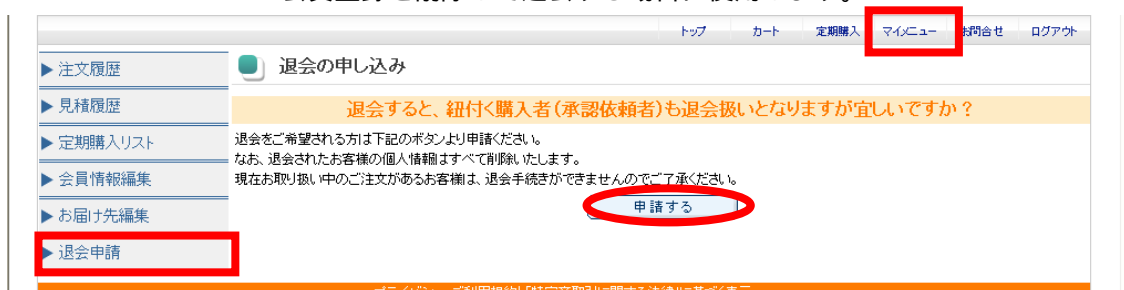 トップ カート 定期購入 マイメニュー お問合せ ログアウト
▶注文履歴
▶見積履歴
▶定期購入リスト
▶会員情報編集
▶お届け先編集
▶退会申請
退会の申し込み
退会すると、紐付く購入者(承認依頼者)も退会扱いとなりますが宜しいですか？
退会をご希望される方は下記のボタンより申請ください。
なお、退会されたお客様の個人情報はすべて削除いたします。
現在お取り扱い中のご注文があるお客様は、退会手続きができませんのでご了承ください。
申請する